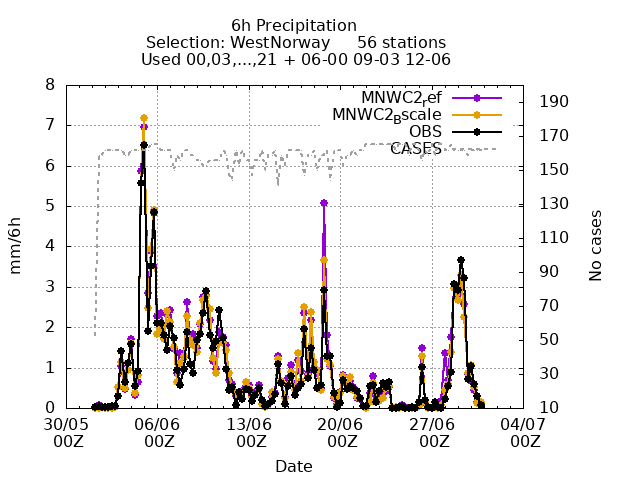 6h Precipitation
Selection: WestNorway 56 stations
Used 00,03,...,21 + 06-00 09-03 12-06
MNWC2ref
MNWC2Bscale
OBS
CASES
8
7
6
5
4
3
2
1
0
mm/6h
190
170
150
130
110
90
70
50
30
10
No cases
30/05 06/06 13/06 20/06 27/06 04/07
00Z 00Z 00Z 00Z 00Z 00Z
Date